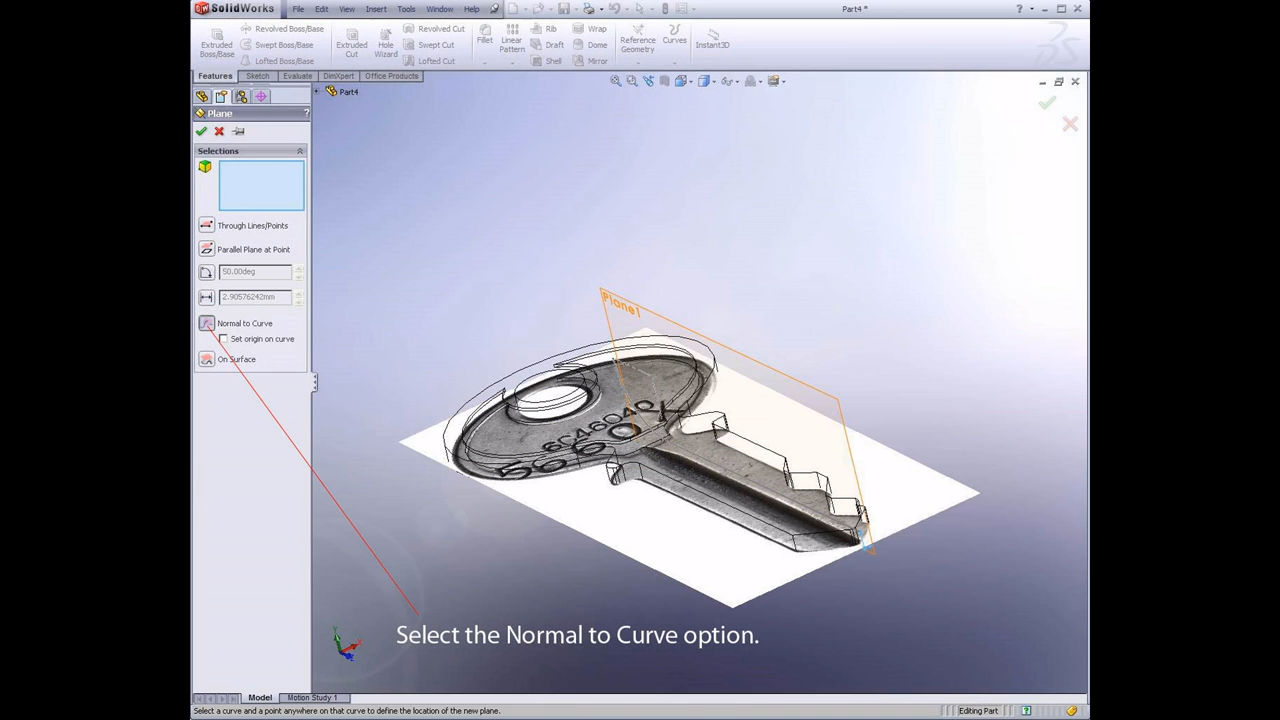 SolidWorks File Edit View Insert Tools Window Help Part4 *
Extruded Boss/Base
Revolved Boss/Base
Swept Boss/Base
Lofted Boss/Base
Extruded Cut
Hole Wizard
Revolved Cut
Swept Cut
Lofted Cut
Fillet
Linear Pattern
Rib
Draft
Shell
Wrap
Dome
Mirror
Reference Geometry
Curves
Instant3D
Features Sketch Evaluate DimXpert Office Products
Part4
Plane ?
Selections
Through Lines/Points
Parallel Plane at Point
50.00deg
2.90576242mm
Normal to Curve
Set origin on curve
On Surface
Plane1
Select the Normal to Curve option.
Model Motion Study 1
Select a curve and a point anywhere on that curve to define the location of the new plane. Editing Part